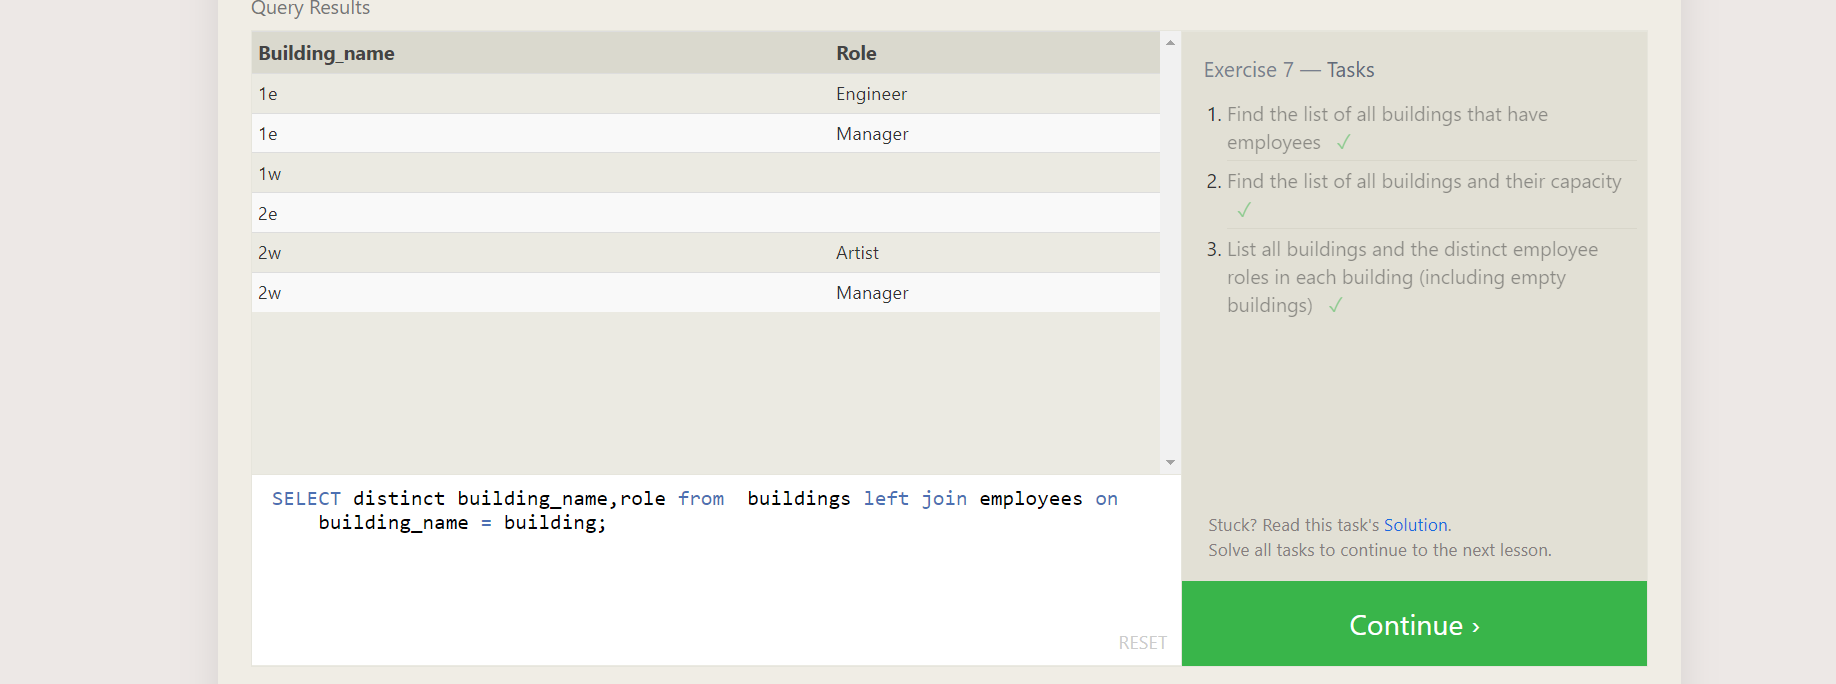 Query Results
Building_name Role
1e Engineer
1e Manager
1w
2e
2w Artist
2w Manager
SELECT distinct building_name,role from  buildings left join employees on
building_name = building;
RESET
Exercise 7 — Tasks
1. Find the list of all buildings that have
employees ✓
2. Find the list of all buildings and their capacity
✓
3. List all buildings and the distinct employee
roles in each building (including empty
buildings) ✓
Stuck? Read this task's Solution.
Solve all tasks to continue to the next lesson.
Continue ›